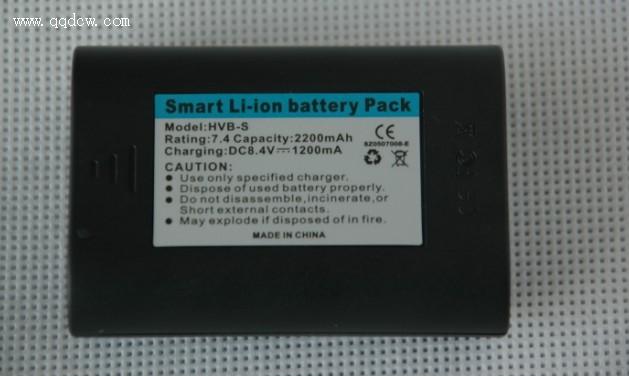 www.qqdcw.com
Smart Li-ion battery Pack
Model:HVB-S
Rating:7.4 Capacity:2200mAh
Charging:DC8.4V⎓1200mA
CE
SZ0507008-E
● Use only specified charger.
● Dispose of used battery properly.
● Do not disassemble,incinerate,or
Short external contacts.
● May explode if disposed of in fire.
MADE IN CHINA